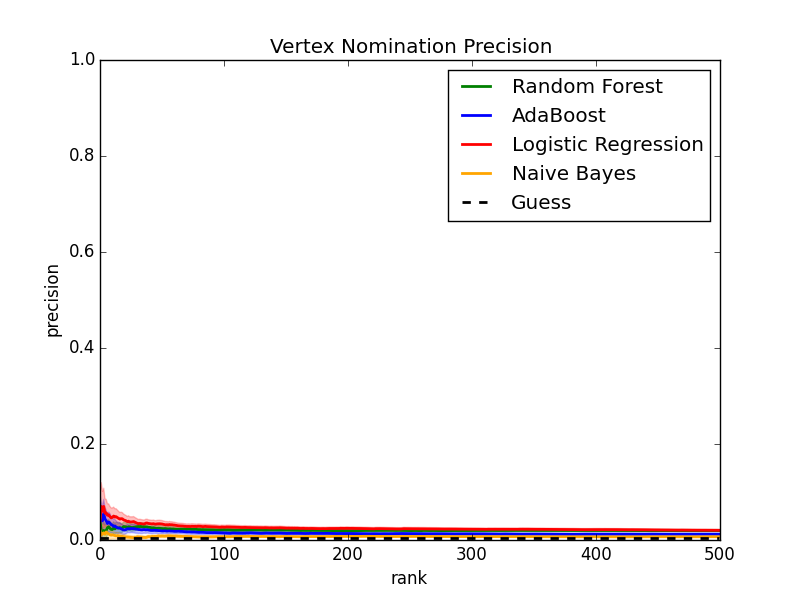 Vertex Nomination Precision
1.0
0.8
0.6
0.4
0.2
0.0
precision
Random Forest
AdaBoost
Logistic Regression
Naive Bayes
Guess
0 100 200 300 400 500
rank